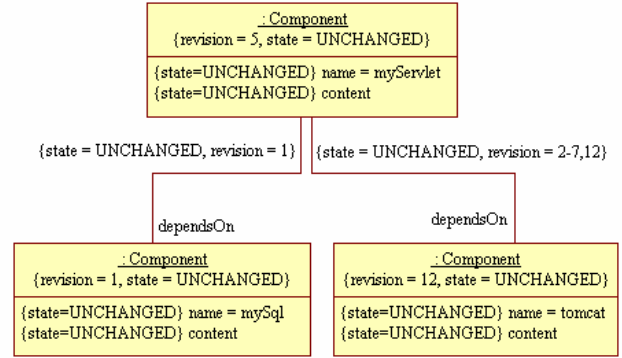 : Component
{revision = 5, state = UNCHANGED}
{state=UNCHANGED} name = myServlet
{state=UNCHANGED} content
{state = UNCHANGED, revision = 1}
{state = UNCHANGED, revision = 2-7,12}
dependsOn
dependsOn
: Component
{revision = 1, state = UNCHANGED}
{state=UNCHANGED} name = mySql
{state=UNCHANGED} content
: Component
{revision = 12, state = UNCHANGED}
{state=UNCHANGED} name = tomcat
{state=UNCHANGED} content